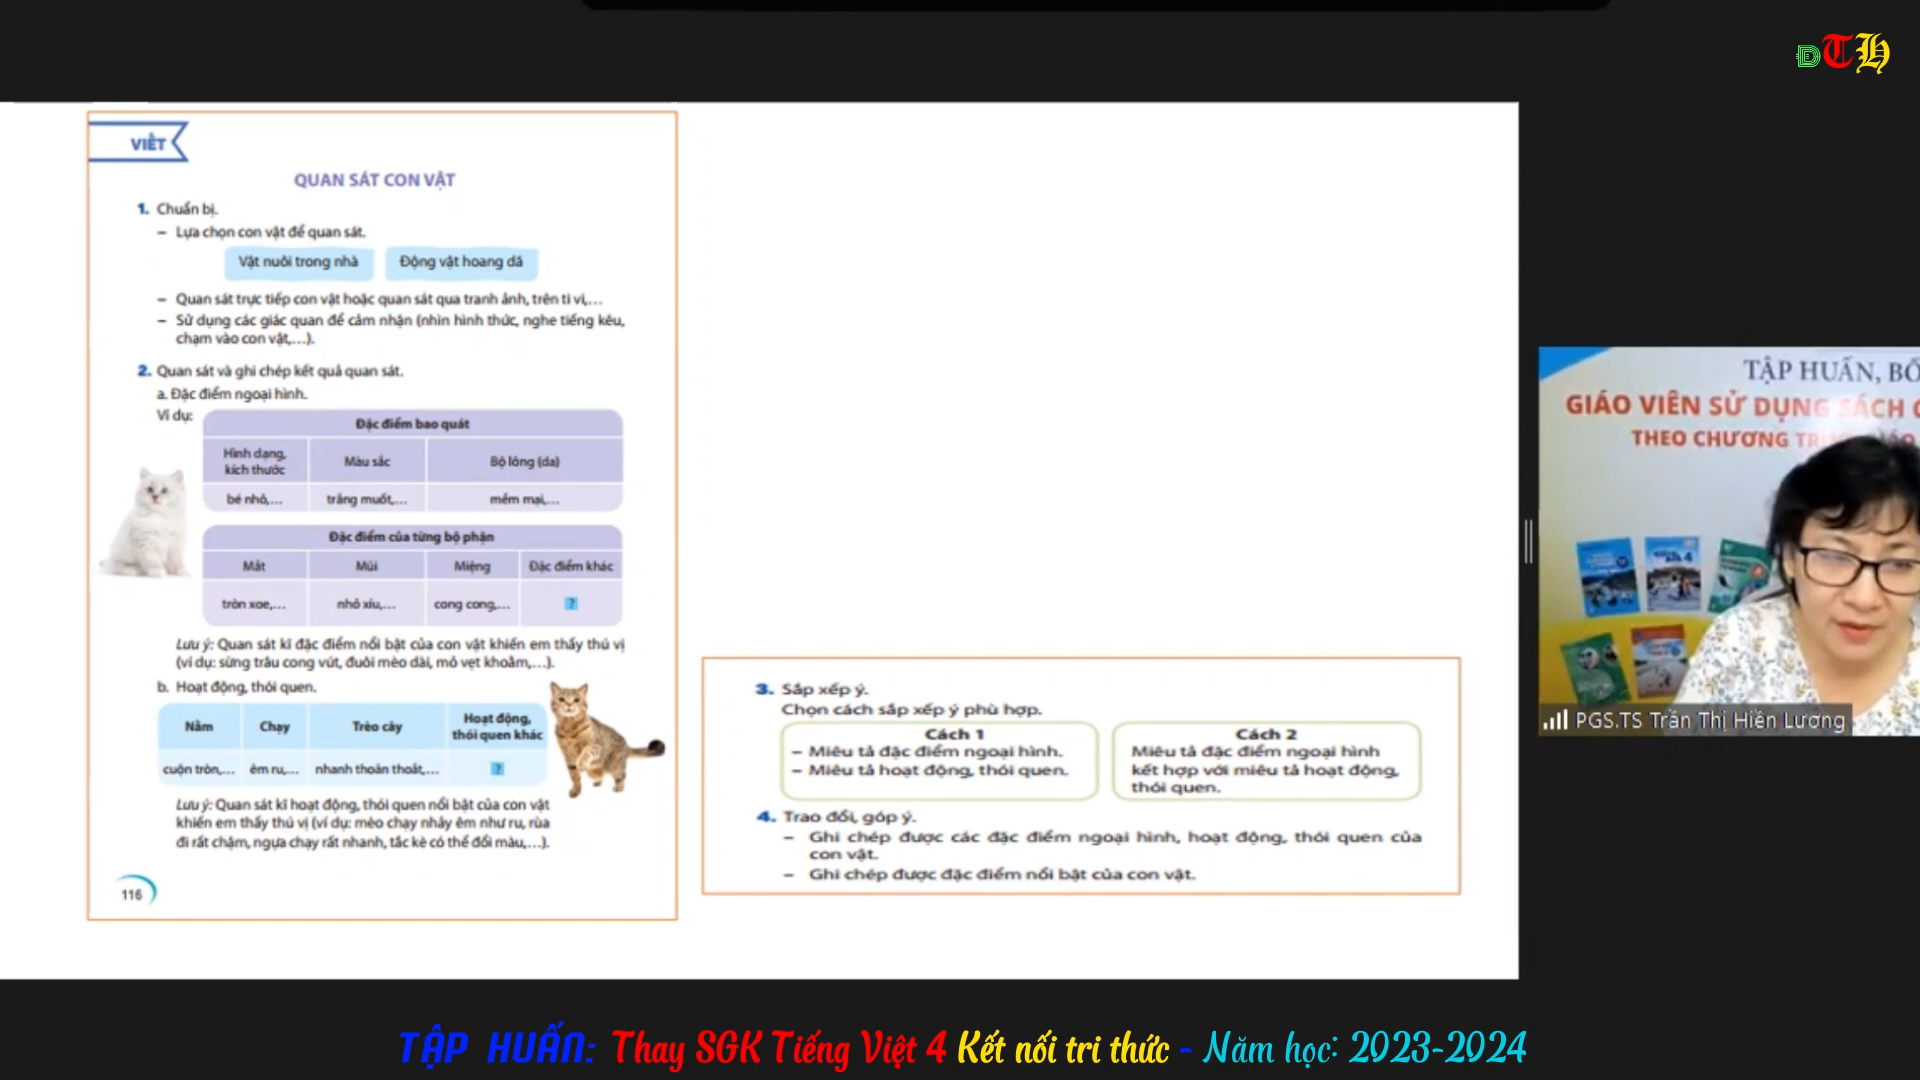 DTH
VIẾT
QUAN SÁT CON VẬT
1. Chuẩn bị.
– Lựa chọn con vật để quan sát.
Vật nuôi trong nhà
Động vật hoang dã
– Quan sát trực tiếp con vật hoặc quan sát qua tranh ảnh, trên ti vi,...
– Sử dụng các giác quan để cảm nhận (nhìn hình thức, nghe tiếng kêu,
chạm vào con vật,...).
2. Quan sát và ghi chép kết quả quan sát.
a. Đặc điểm ngoại hình.
Ví dụ:
Đặc điểm bao quát
Hình dạng,
kích thước
Màu sắc
Bộ lông (da)
bé nhỏ,...
trắng muốt,...
mềm mại,...
Đặc điểm của từng bộ phận
Mắt
Mũi
Miệng
Đặc điểm khác
tròn xoe,...
nhỏ xíu,...
cong cong,...
?
Lưu ý: Quan sát kĩ đặc điểm nổi bật của con vật khiến em thấy thú vị
(ví dụ: sừng trâu cong vút, đuôi mèo dài, mỏ vẹt khoằm,...).
b. Hoạt động, thói quen.
Nằm
Chạy
Trèo cây
Hoạt động,
thói quen khác
cuộn tròn,...
êm ru,...
nhanh thoăn thoắt,...
?
Lưu ý: Quan sát kĩ hoạt động, thói quen nổi bật của con vật
khiến em thấy thú vị (ví dụ: mèo chạy nhảy êm như ru, rùa
đi rất chậm, ngựa chạy rất nhanh, tắc kè có thể đổi màu,...).
116
3. Sắp xếp ý.
Chọn cách sắp xếp ý phù hợp.
Cách 1
– Miêu tả đặc điểm ngoại hình.
– Miêu tả hoạt động, thói quen.
Cách 2
Miêu tả đặc điểm ngoại hình
kết hợp với miêu tả hoạt động,
thói quen.
4. Trao đổi, góp ý.
– Ghi chép được các đặc điểm ngoại hình, hoạt động, thói quen của
con vật.
– Ghi chép được đặc điểm nổi bật của con vật.
TẬP HUẤN, BỒ
GIÁO VIÊN SỬ DỤNG SÁCH
THEO CHƯƠNG
PGS.TS Trần Thị Hiền Lương
TẬP HUẤN: Thay SGK Tiếng Việt 4 Kết nối tri thức - Năm học: 2023-2024